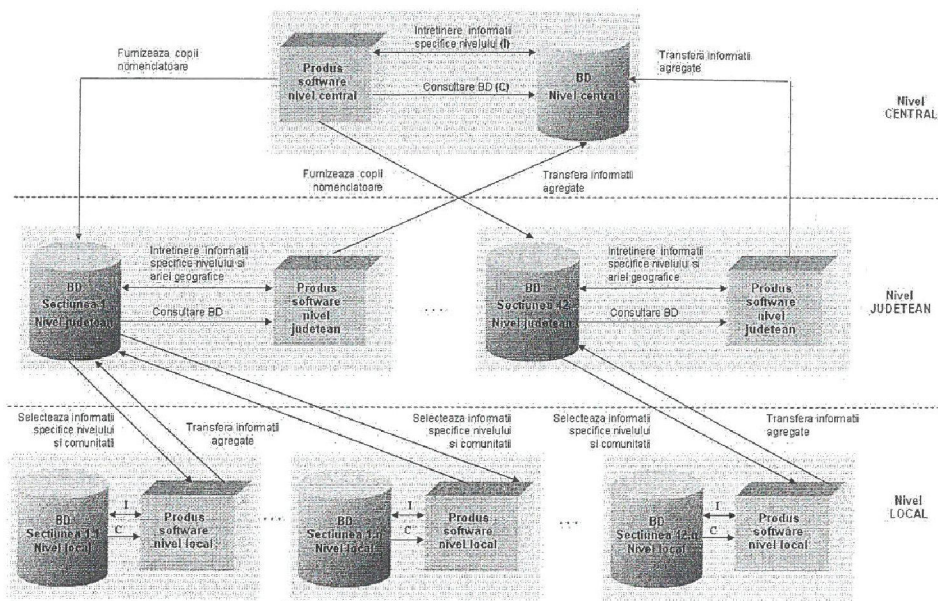 Furnizeaza copii
nomenclatoare
Produs
software
nivel central
Intretinere informatii
specifice nivelului (I)
Consultare BD (C)
BD
Nivel central
Transfera informatii
agregate
Nivel
CENTRAL
Furnizeaza copii
nomenclatoare
Transfera informatii
agregate
BD
Sectiunea 1
Nivel judetean
Intretinere informatii
specifice nivelului si
ariei geografice
Consultare BD
Produs
software
nivel
judetean
. . . .
BD
Sectiunea 42
Nivel judetean
Intretinere informatii
specifice nivelului si
ariei geografice
Consultare BD
Produs
software
nivel
judetean
Nivel
JUDETEAN
Selecteaza informatii
specifice nivelului
si comunitatii
Transfera informatii
agregate
Selecteaza informatii
specifice nivelului
si comunitatii
Selecteaza informatii
specifice nivelului
si comunitatii
Transfera informatii
agregate
BD
Sectiunea 1.1
Nivel local
I
C
Produs
software
nivel local
. . .
BD
Sectiunea 1.n
Nivel local
I
C
Produs
software
nivel local
. . .
BD
Sectiunea 42.n
Nivel local
I
C
Produs
software
nivel local
Nivel
LOCAL